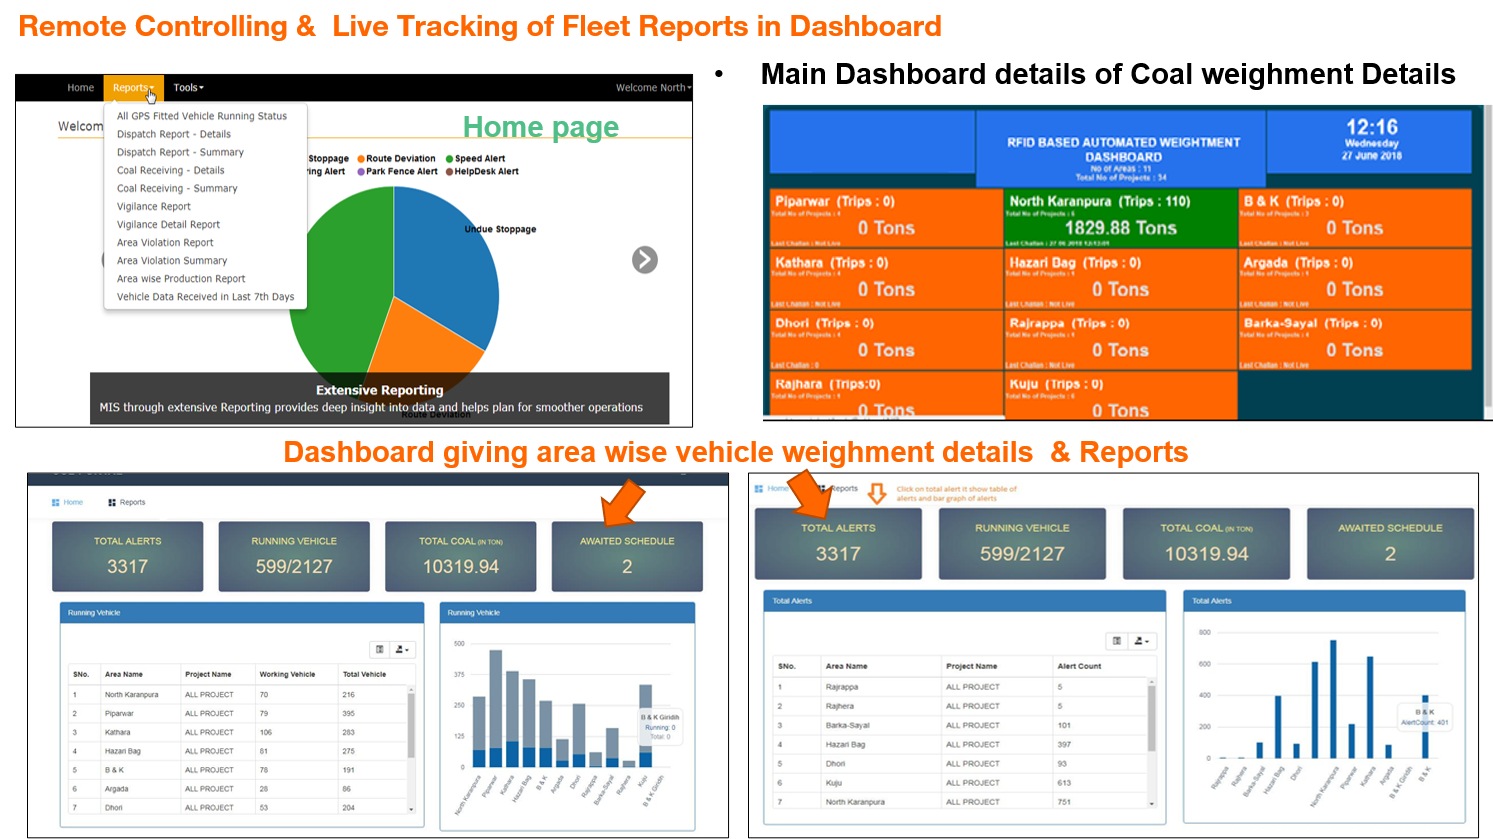 Remote Controlling &  Live Tracking of Fleet Reports in Dashboard
Home
Reports
Tools
Welcome North
All GPS Fitted Vehicle Running Status
Dispatch Report - Details
Dispatch Report - Summary
Coal Receiving - Details
Coal Receiving - Summary
Vigilance Report
Vigilance Detail Report
Area Violation Report
Area Violation Summary
Area wise Production Report
Vehicle Data Received in Last 7th Days
Welcom
Home page
Stoppage Route Deviation Speed Alert
ing Alert Park Fence Alert HelpDesk Alert
Undue Stoppage
Route Deviation
Extensive Reporting
MIS through extensive Reporting provides deep insight into data and helps plan for smoother operations
• Main Dashboard details of Coal weighment Details
RFID BASED AUTOMATED WEIGHTMENT
DASHBOARD
No of Areas : 11
Total No of Projects : 34
12:16
Wednesday
27 June 2018
Piparwar (Trips : 0)
0 Tons
North Karanpura (Trips : 110)
1829.88 Tons
B & K (Trips : 0)
0 Tons
Kathara (Trips : 0)
0 Tons
Hazari Bag (Trips : 0)
0 Tons
Argada (Trips : 0)
0 Tons
Dhori (Trips : 0)
0 Tons
Rajrappa (Trips : 0)
0 Tons
Barka-Sayal (Trips : 0)
0 Tons
Rajhara (Trips:0)
0 Tons
Kuju (Trips : 0)
0 Tons
Dashboard giving area wise vehicle weighment details  & Reports
Home Reports
TOTAL ALERTS
3317
RUNNING VEHICLE
599/2127
TOTAL COAL (IN TON)
10319.94
AWAITED SCHEDULE
2
Running Vehicle
SNo. Area Name Project Name Working Vehicle Total Vehicle
1 North Karanpura ALL PROJECT 70 216
2 Piparwar ALL PROJECT 79 395
3 Kathara ALL PROJECT 106 283
4 Hazari Bag ALL PROJECT 81 275
5 B & K ALL PROJECT 78 191
6 Argada ALL PROJECT 28 86
7 Dhori ALL PROJECT 53 204
Running Vehicle
500
375
250
125
0
B & K Giridih
Running: 0
Total: 0
North Karanpura
Piparwar
Kathara
Hazari Bag
B & K
Argada
Dhori
Rajrappa
Barka-Sayal
Rajhera
Kuju
B & K Giridih
Home Reports
Click on total alert it show table of
alerts and bar graph of alerts
TOTAL ALERTS
3317
RUNNING VEHICLE
599/2127
TOTAL COAL (IN TON)
10319.94
AWAITED SCHEDULE
2
Total Alerts
SNo. Area Name Project Name Alert Count
1 Rajrappa ALL PROJECT 5
2 Rajhera ALL PROJECT 5
3 Barka-Sayal ALL PROJECT 101
4 Hazari Bag ALL PROJECT 397
5 Dhori ALL PROJECT 93
6 Kuju ALL PROJECT 613
7 North Karanpura ALL PROJECT 751
Total Alerts
800
600
400
200
0
B & K
AlertCount: 401
Rajrappa
Rajhera
Barka-Sayal
Hazari Bag
Dhori
Kuju
North Karanpura
Piparwar
Kathara
Argada
B & K Giridih
B & K